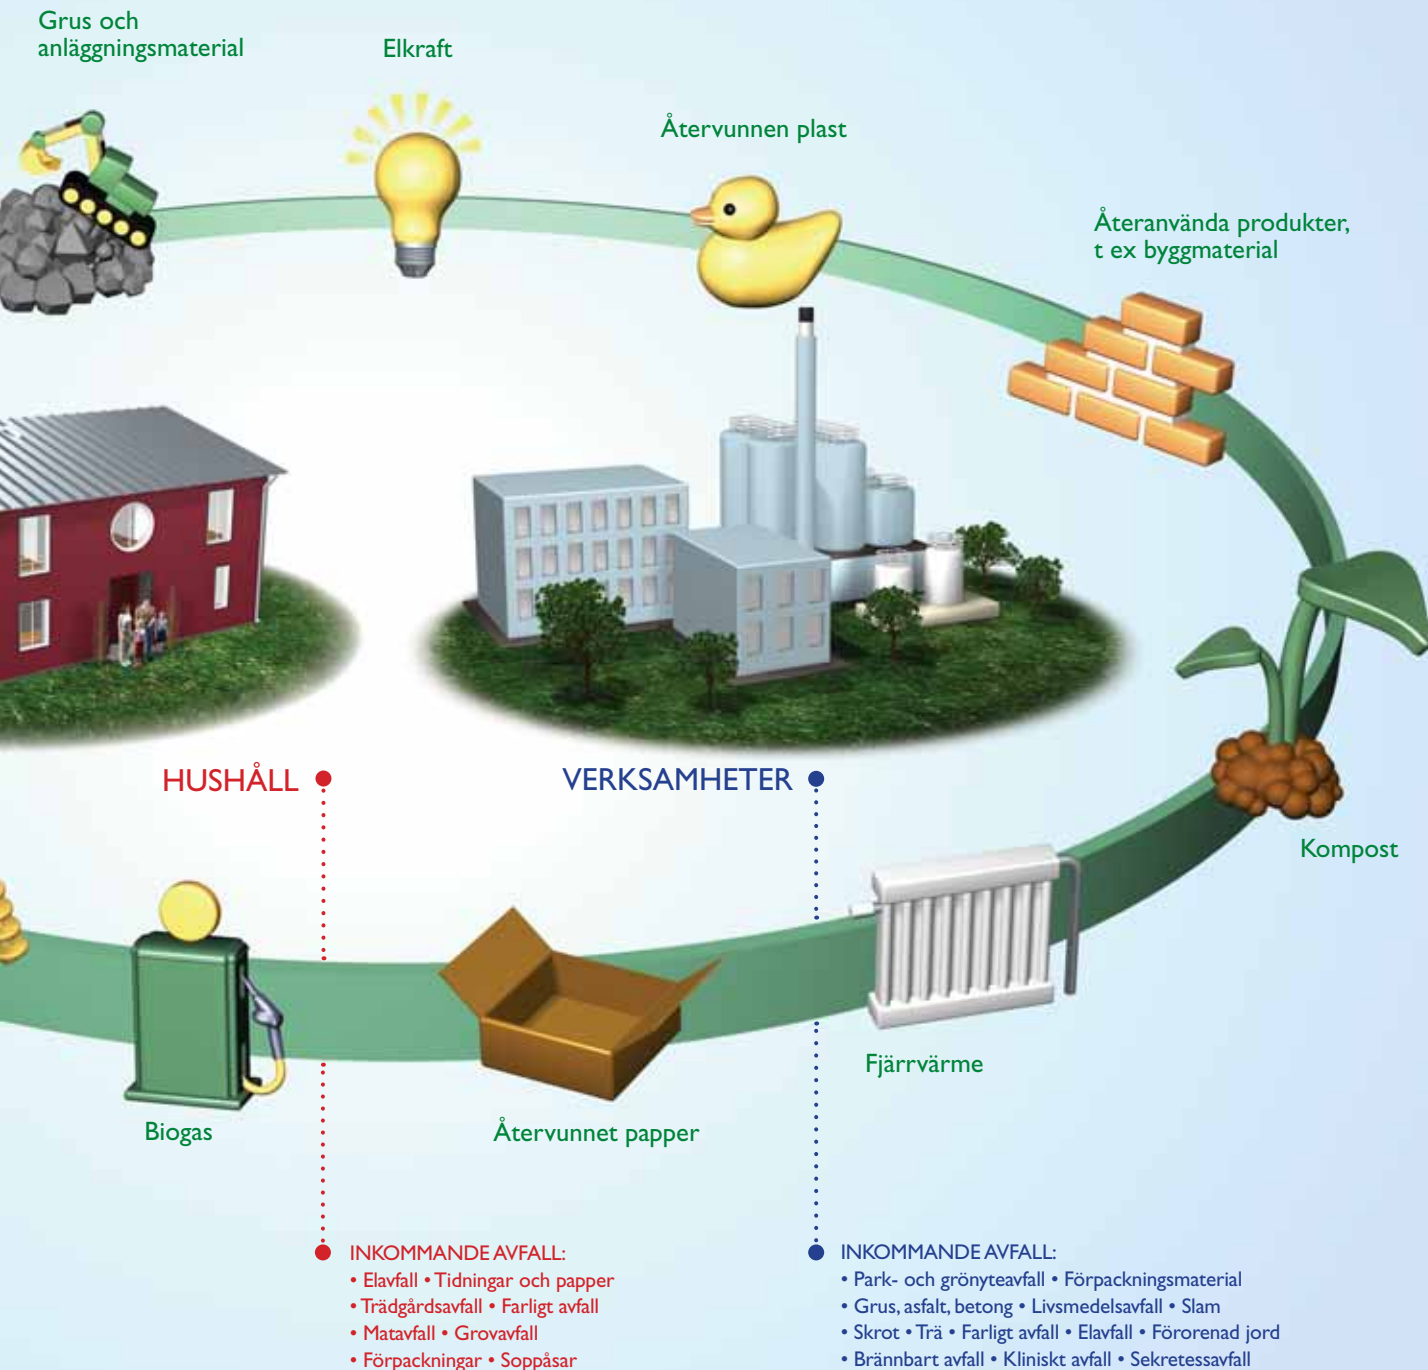 Grus och
anläggningsmaterial
Elkraft
Återvunnen plast
Återanvända produkter,
t ex byggmaterial
HUSHÅLL
VERKSAMHETER
Kompost
Fjärrvärme
Biogas
Återvunnet papper
INKOMMANDE AVFALL:
• Elavfall • Tidningar och papper
• Trädgårdsavfall • Farligt avfall
• Matavfall • Grovavfall
• Förpackningar • Soppåsar
INKOMMANDE AVFALL:
• Park- och grönyteavfall • Förpackningsmaterial
• Grus, asfalt, betong • Livsmedelsavfall • Slam
• Skrot • Trä • Farligt avfall • Elavfall • Förorenad jord
• Brännbart avfall • Kliniskt avfall • Sekretessavfall